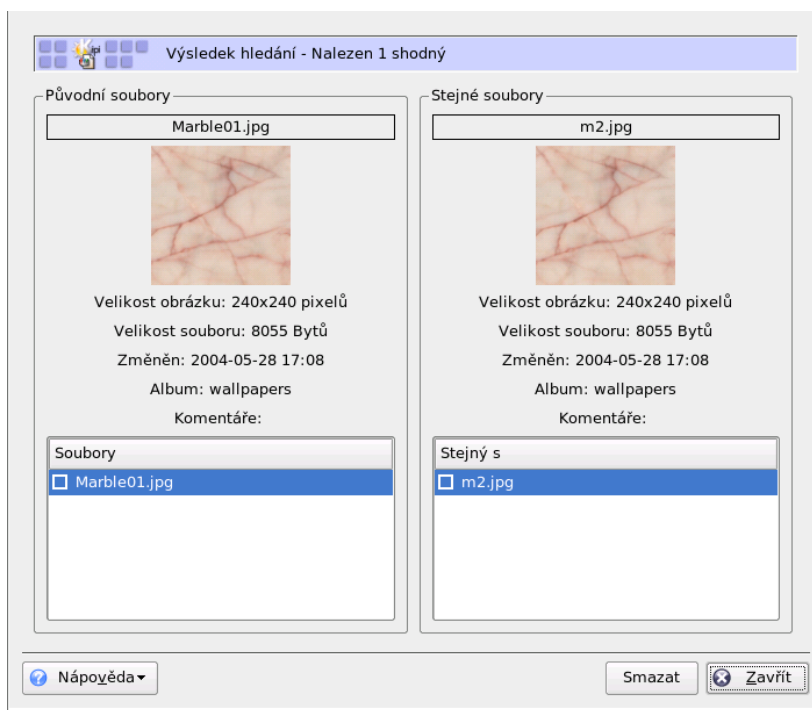 Výsledek hledání - Nalezen 1 shodný
Původní soubory
Marble01.jpg
Velikost obrázku: 240x240 pixelů
Velikost souboru: 8055 Bytů
Změněn: 2004-05-28 17:08
Album: wallpapers
Komentáře:
Soubory
Marble01.jpg
Stejné soubory
m2.jpg
Velikost obrázku: 240x240 pixelů
Velikost souboru: 8055 Bytů
Změněn: 2004-05-28 17:08
Album: wallpapers
Komentáře:
Stejný s
m2.jpg
Nápověda
Smazat
Zavřít